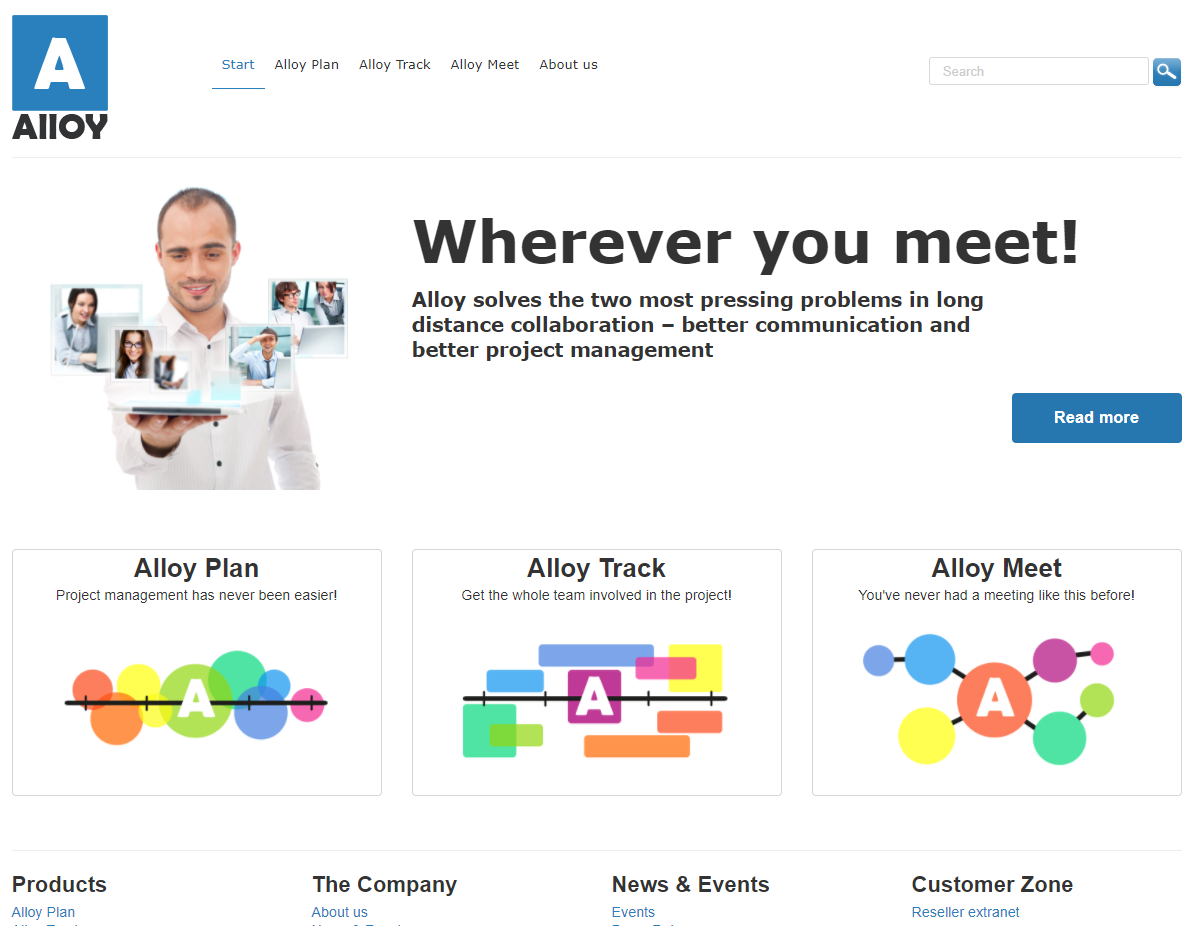 A
Alloy
Start Alloy Plan Alloy Track Alloy Meet About us
Search
Wherever you meet!
Alloy solves the two most pressing problems in long
distance collaboration – better communication and
better project management
Read more
Alloy Plan
Project management has never been easier!
A
Alloy Track
Get the whole team involved in the project!
A
Alloy Meet
You've never had a meeting like this before!
A
Products
Alloy Plan
The Company
About us
News & Events
Events
Customer Zone
Reseller extranet